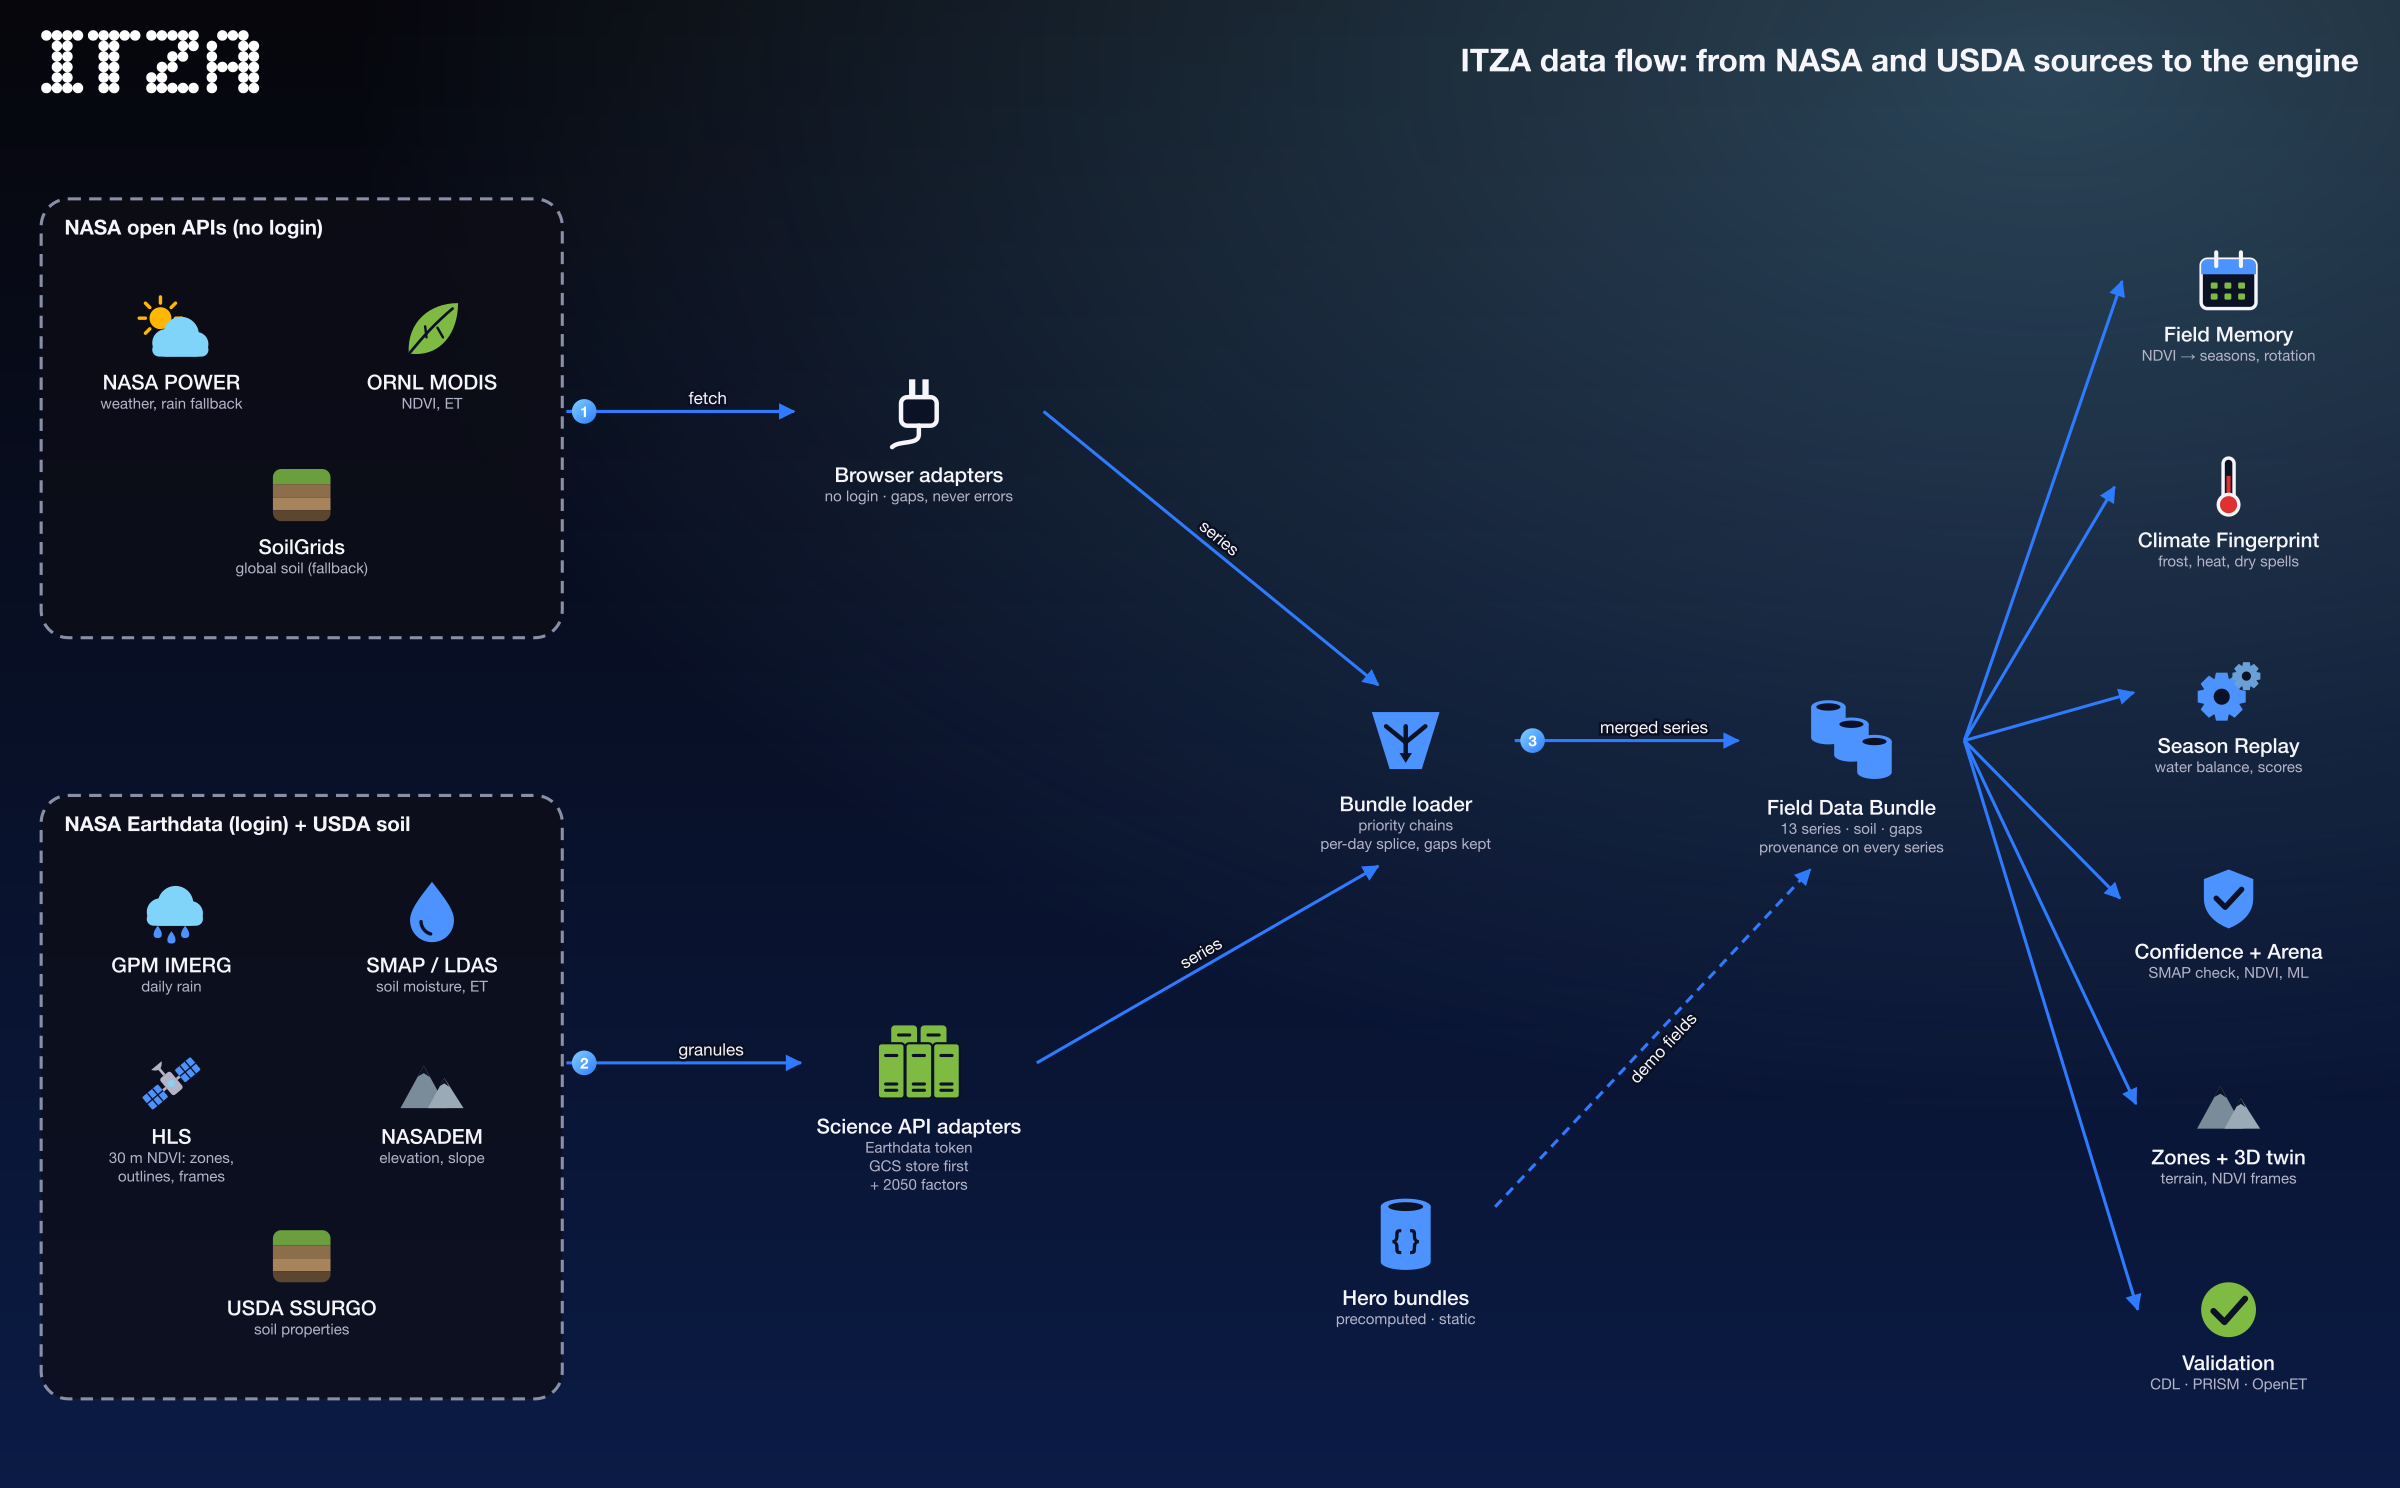 ITZA
ITZA data flow: from NASA and USDA sources to the engine
NASA open APIs (no login)
NASA POWER
weather, rain fallback
ORNL MODIS
NDVI, ET
SoilGrids
global soil (fallback)
1
fetch
Browser adapters
no login · gaps, never errors
series
NASA Earthdata (login) + USDA soil
GPM IMERG
daily rain
SMAP / LDAS
soil moisture, ET
HLS
30 m NDVI: zones,
outlines, frames
NASADEM
elevation, slope
USDA SSURGO
soil properties
2
granules
Science API adapters
Earthdata token
GCS store first
+ 2050 factors
series
Bundle loader
priority chains
per-day splice, gaps kept
3
merged series
Field Data Bundle
13 series · soil · gaps
provenance on every series
demo fields
{ }
Hero bundles
precomputed · static
Field Memory
NDVI → seasons, rotation
Climate Fingerprint
frost, heat, dry spells
Season Replay
water balance, scores
Confidence + Arena
SMAP check, NDVI, ML
Zones + 3D twin
terrain, NDVI frames
Validation
CDL · PRISM · OpenET